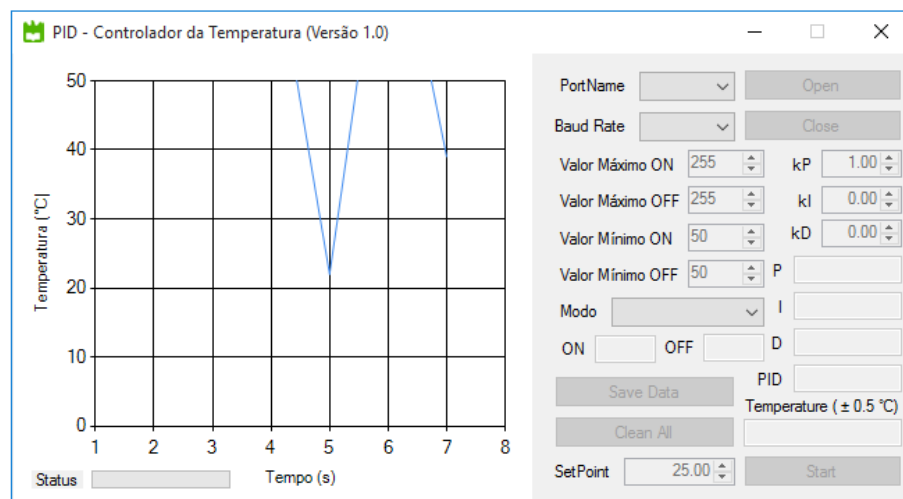 PID - Controlador da Temperatura (Versão 1.0)
50
40
30
20
10
0
Temperatura (°C|
1 2 3 4 5 6 7 8
Tempo (s)
Status
PortName
Open
Baud Rate
Close
Valor Máximo ON 255
kP 1.00
Valor Máximo OFF 255
kI 0.00
Valor Mínimo ON 50
kD 0.00
Valor Mínimo OFF 50
P
Modo
I
ON OFF
D
Save Data
PID
Temperature ( ± 0.5 °C)
Clean All
SetPoint 25.00
Start